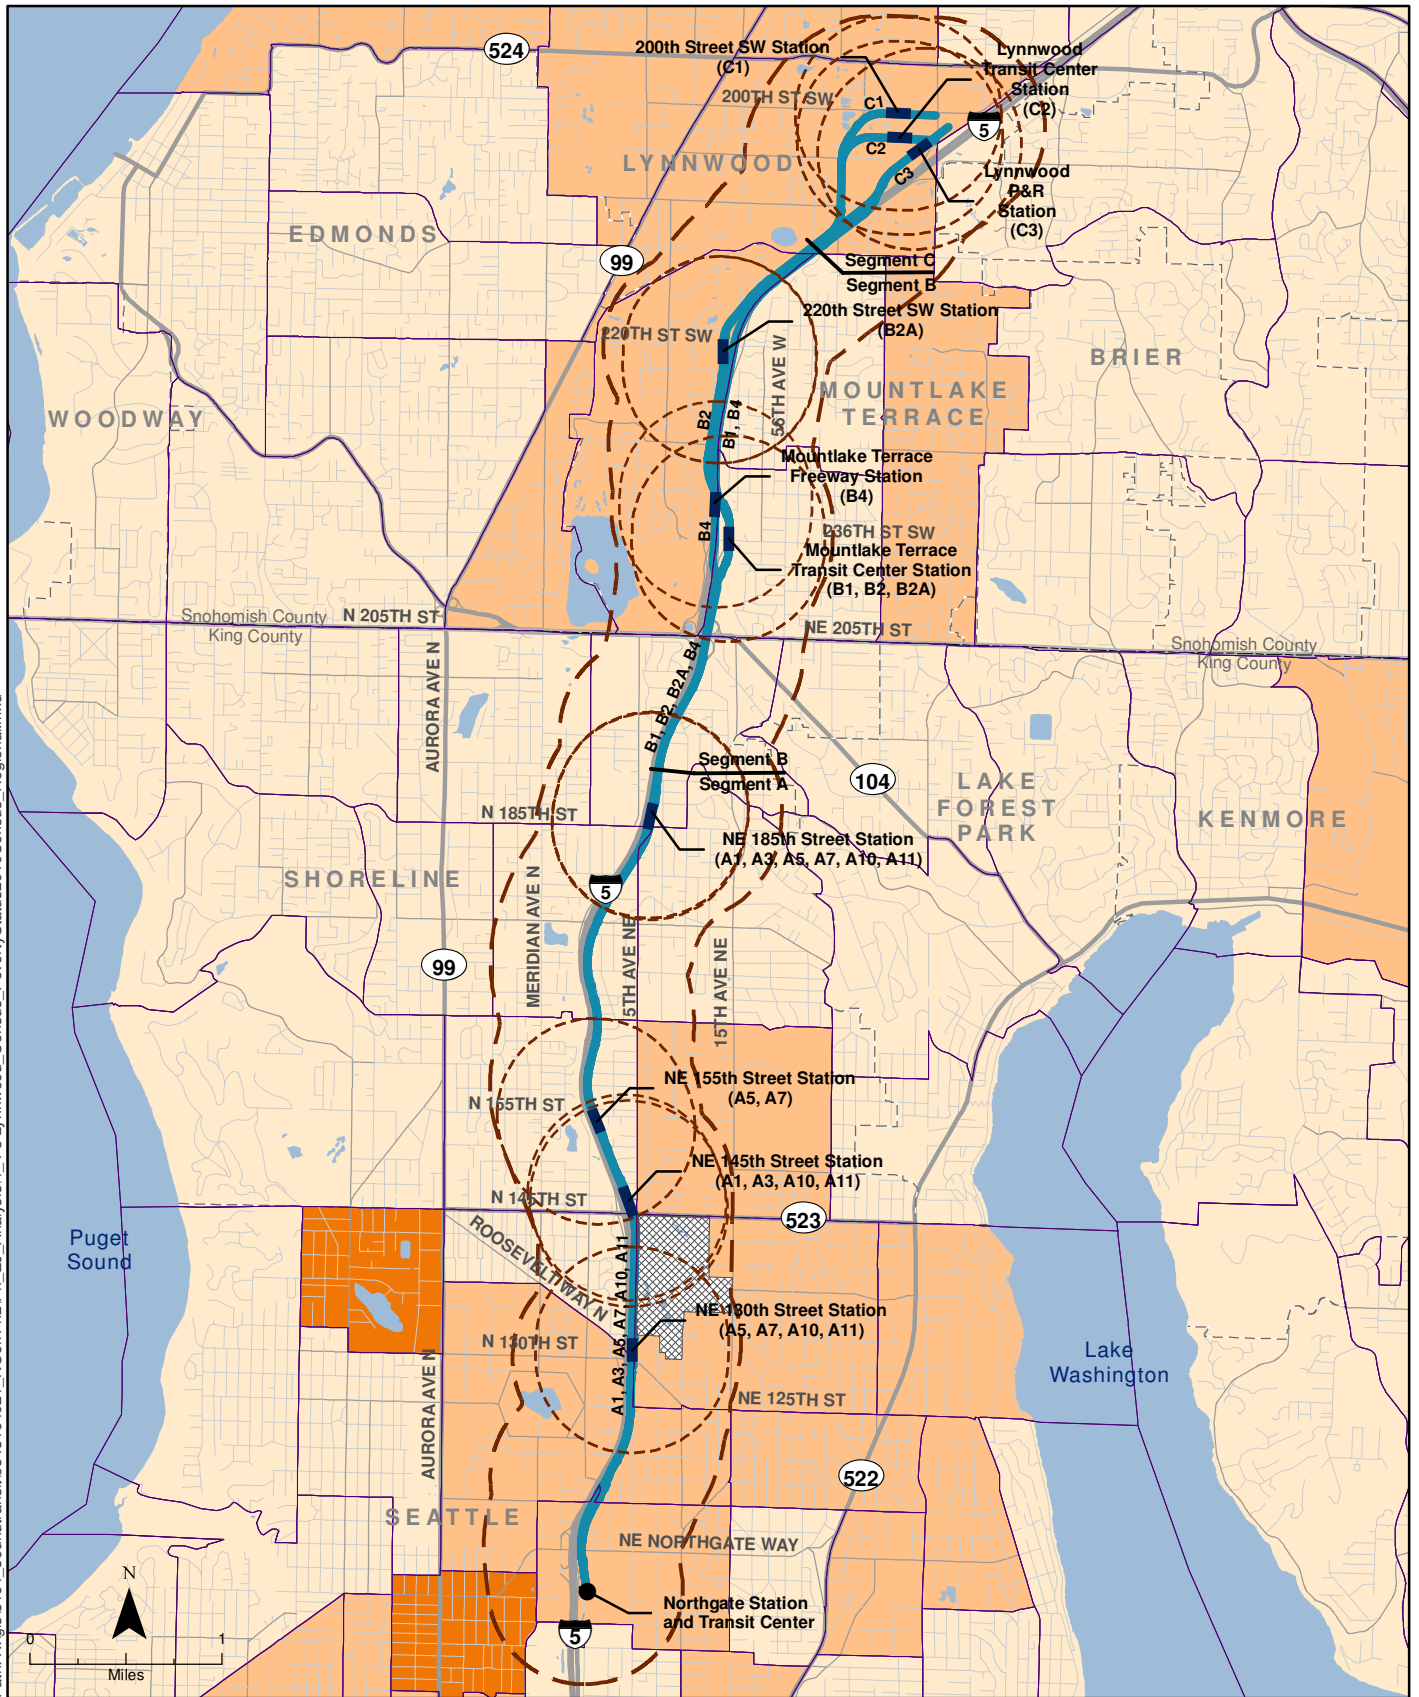 524
200th Street SW Station
(C1)
Lynnwood
Transit Center
Station
(C2)
200TH ST SW
C1
C2
C3
5
LYNNWOOD
Lynnwood
P&R
Station
(C3)
EDMONDS
99
Segment C
Segment B
220th Street SW Station
(B2A)
220TH ST SW
56TH AVE W
BRIER
MOUNTLAKE
TERRACE
WOODWAY
B2
B1, B4
Mountlake Terrace
Freeway Station
(B4)
B4
236TH ST SW
Mountlake Terrace
Transit Center Station
(B1, B2, B2A)
Snohomish County
King County
N 205TH ST
NE 205TH ST
Snohomish County
King County
AURORA AVE N
B1, B2, B2A, B4
Segment B
Segment A
104
LAKE
FOREST
PARK
KENMORE
N 185TH ST
NE 185th Street Station
(A1, A3, A5, A7, A10, A11)
SHORELINE
5
MERIDIAN AVE N
5TH AVE NE
15TH AVE NE
99
NE 155th Street Station
(A5, A7)
N 155TH ST
NE 145th Street Station
(A1, A3, A10, A11)
N 145TH ST
523
ROOSEVELT WAY N
Puget
Sound
A1, A3, A5, A7, A10, A11
NE 130th Street Station
(A5, A7, A10, A11)
N 130TH ST
Lake
Washington
AURORA AVE N
NE 125TH ST
522
SEATTLE
NE NORTHGATE WAY
Northgate Station
and Transit Center
5
N
0
1
Miles